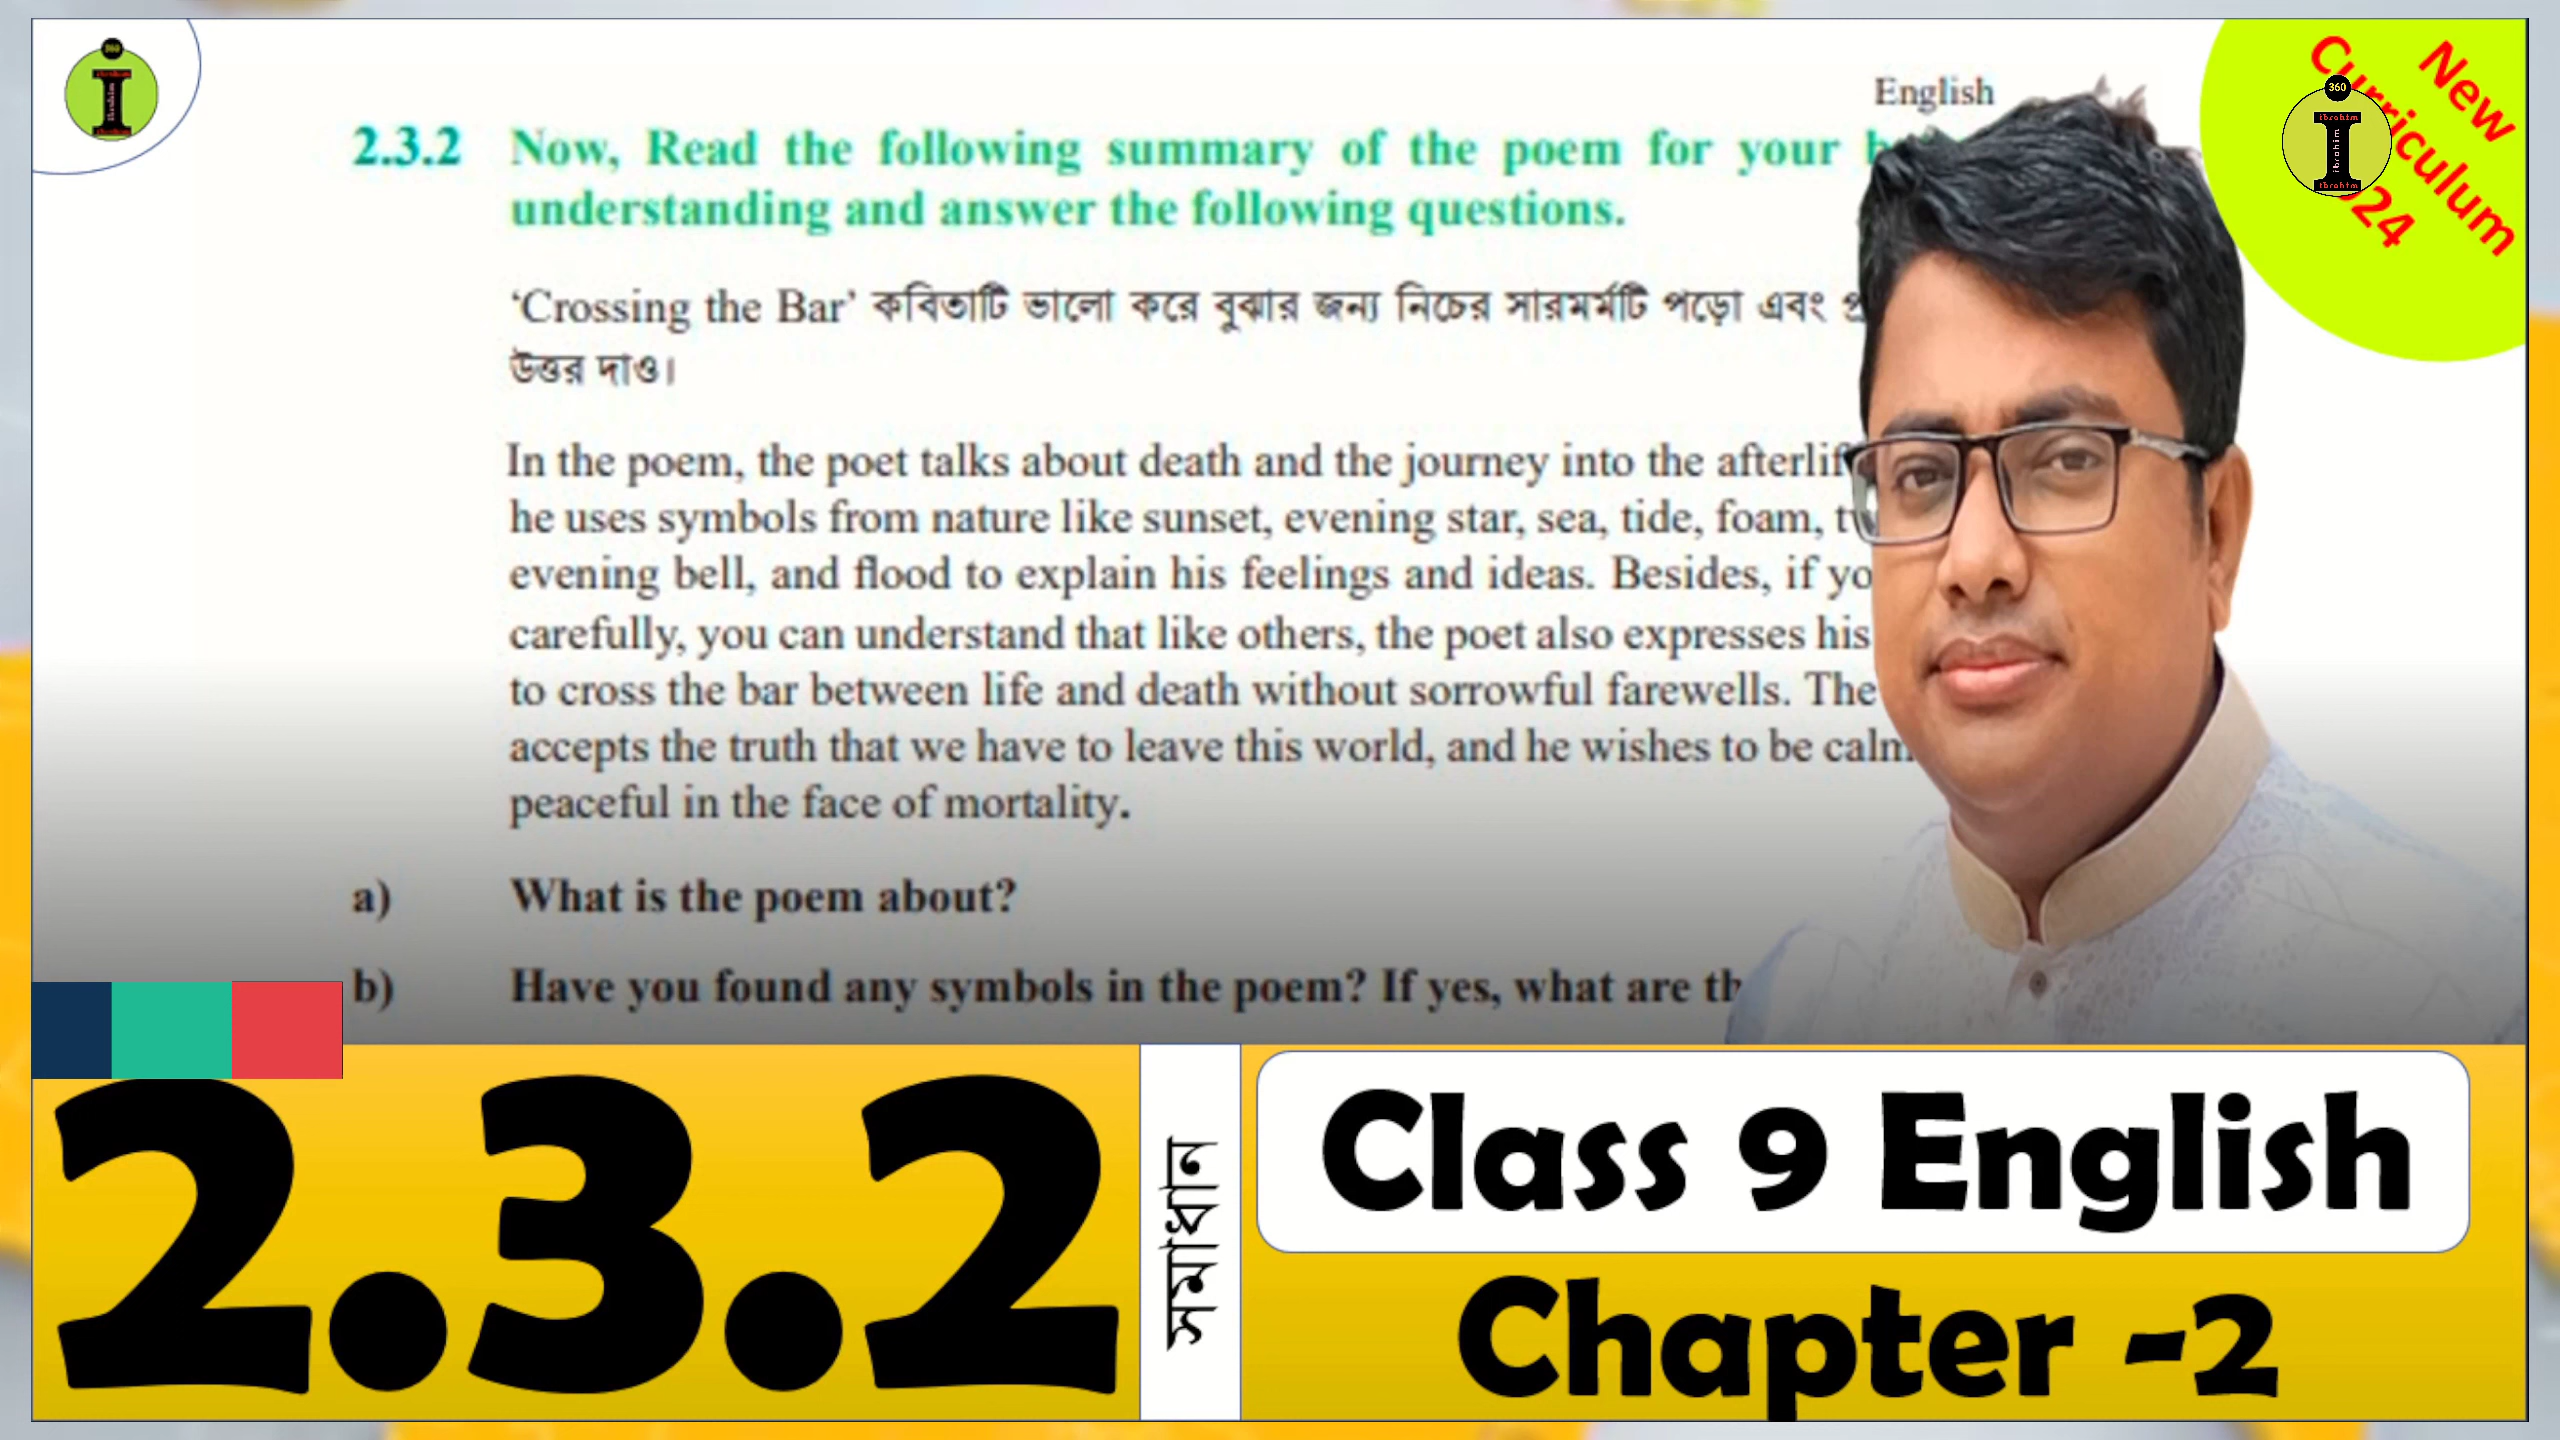 360
ibrahim
English
New
Curriculum
360
ibrahim
ibrahim
ibrahim
2.3.2 Now, Read the following summary of the poem for your
understanding and answer the following questions.
‘Crossing the Bar’ কবিতাটি ভালো করে বুঝার জন্য নিচের সারমর্মটি পড়ো এবং
উত্তর দাও।
In the poem, the poet talks about death and the journey into the
he uses symbols from nature like sunset, evening star, sea, tide, foam,
evening bell, and flood to explain his feelings and ideas. Besides, if
carefully, you can understand that like others, the poet also expresses his
to cross the bar between life and death without sorrowful farewells. The
accepts the truth that we have to leave this world, and he wishes to be
peaceful in the face of mortality.
a) What is the poem about?
b) Have you found any symbols in the poem? If yes, what are
2.3.2
সমাধান
Class 9 English
Chapter -2